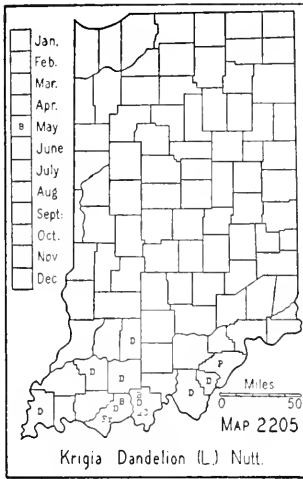 Jan.
Feb.
Mar.
Apr.
B May
June
July
Aug
Sept:
Oct.
Nov
Dec
D
P
D
D
D
D
D
B
D
B
D
Miles
0 50
MAP 2205
Krigia Dandelion (L.) Nutt.